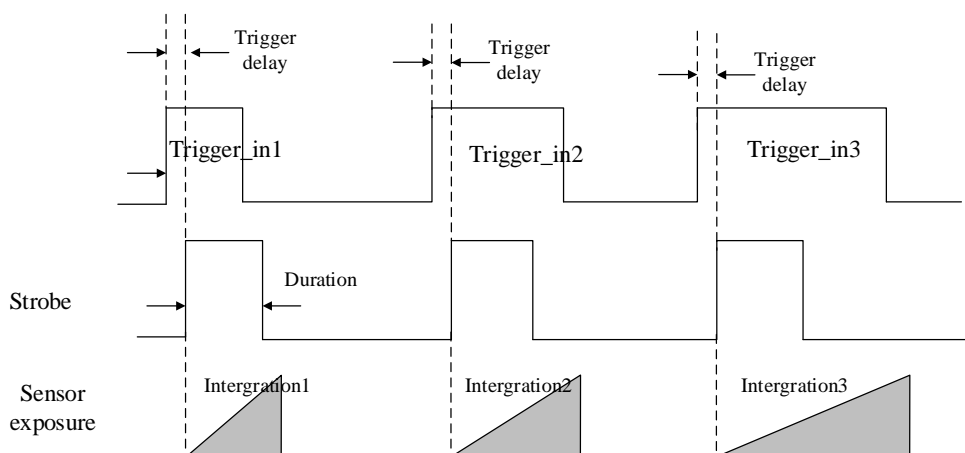 Trigger
delay
Trigger
delay
Trigger
delay
Trigger_in1
Trigger_in2
Trigger_in3
Strobe
Duration
Sensor
exposure
Intergration1
Intergration2
Intergration3